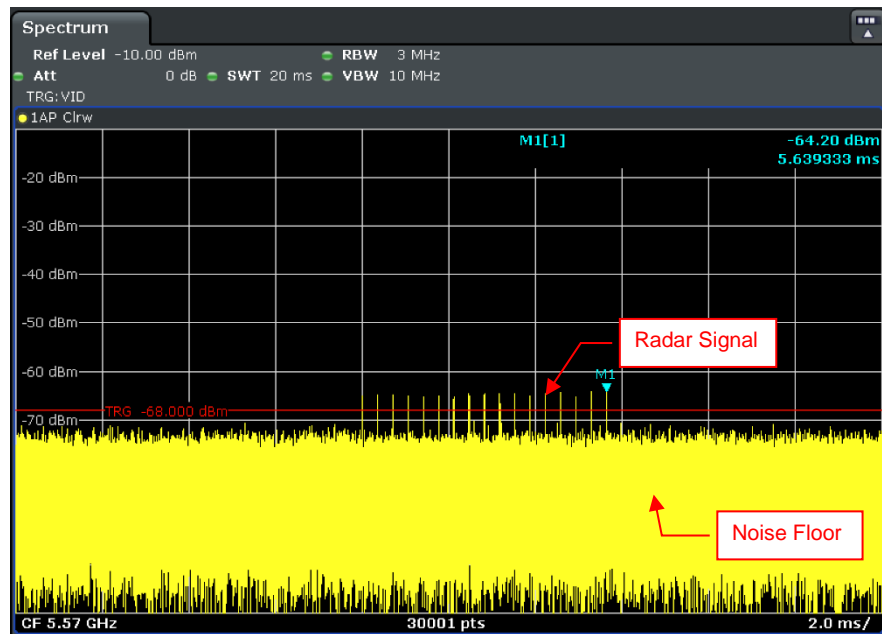 Spectrum
Ref Level -10.00 dBm RBW 3 MHz
Att 0 dB SWT 20 ms VBW 10 MHz
TRG:VID
1AP Clrw
M1[1] -64.20 dBm
5.639333 ms
-20 dBm
-30 dBm
-40 dBm
-50 dBm
Radar Signal
-60 dBm
M1
TRG -68.000 dBm
-70 dBm
Noise Floor
CF 5.57 GHz 30001 pts 2.0 ms/